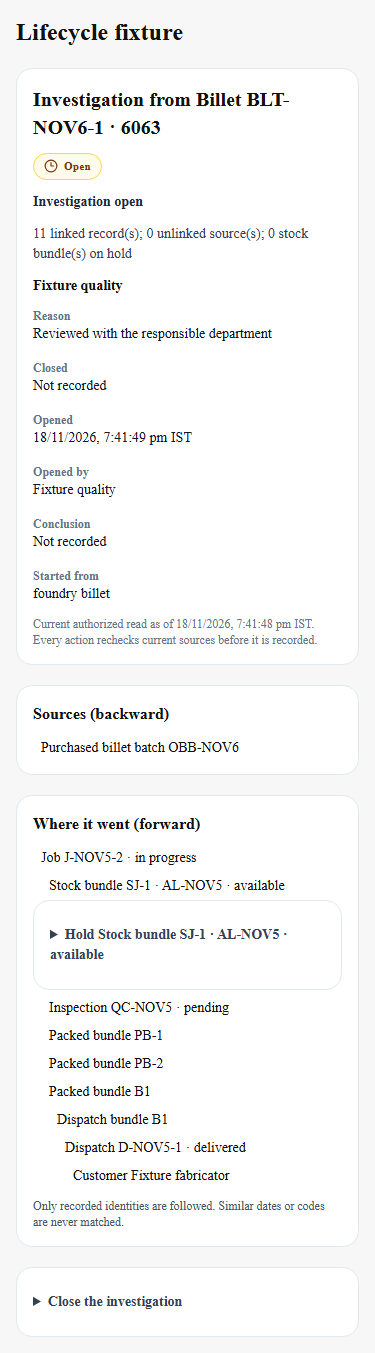 Lifecycle fixture
Investigation from Billet BLT-
NOV6-1 · 6063
Open
Investigation open
11 linked record(s); 0 unlinked source(s); 0 stock
bundle(s) on hold
Fixture quality
Reason
Reviewed with the responsible department
Closed
Not recorded
Opened
18/11/2026, 7:41:49 pm IST
Opened by
Fixture quality
Conclusion
Not recorded
Started from
foundry billet
Current authorized read as of 18/11/2026, 7:41:48 pm IST.
Every action rechecks current sources before it is recorded.
Sources (backward)
Purchased billet batch OBB-NOV6
Where it went (forward)
Job J-NOV5-2 · in progress
Stock bundle SJ-1 · AL-NOV5 · available
Hold Stock bundle SJ-1 · AL-NOV5 ·
available
Inspection QC-NOV5 · pending
Packed bundle PB-1
Packed bundle PB-2
Packed bundle B1
Dispatch bundle B1
Dispatch D-NOV5-1 · delivered
Customer Fixture fabricator
Only recorded identities are followed. Similar dates or codes
are never matched.
Close the investigation